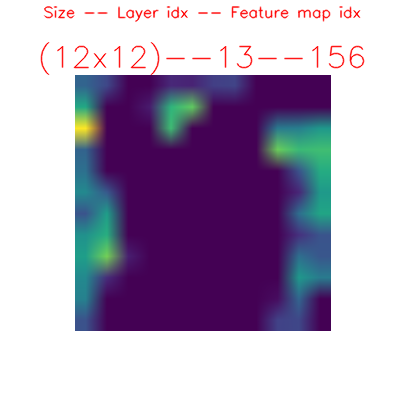 Size -- Layer idx -- Feature map idx
(12x12)--13--156